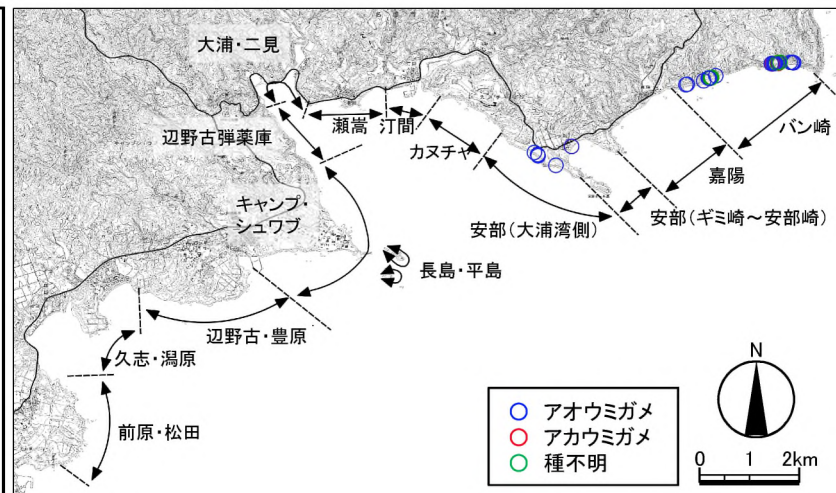 大浦・二見
辺野古弾薬庫
瀬嵩
汀間
カヌチャ
バン崎
嘉陽
キャンプ・
シュワブ
安部(大浦湾側)
安部(ギミ崎~安部崎)
長島・平島
辺野古・豊原
久志・潟原
前原・松田
アオウミガメ
アカウミガメ
種不明
N
0 1 2km